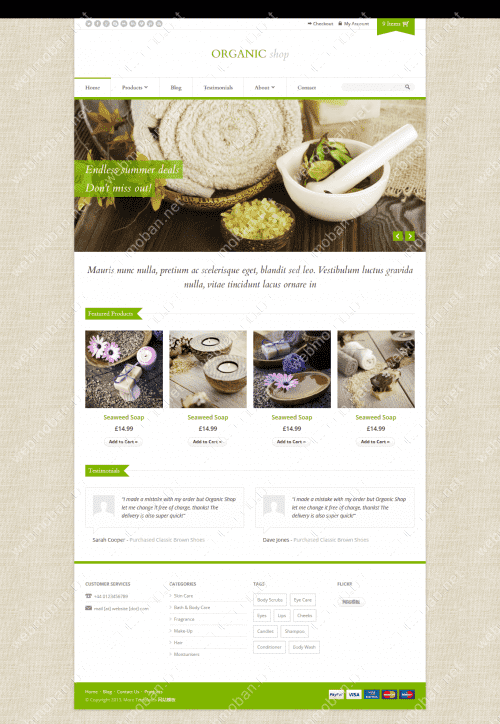 Checkout My Account 0 Items
ORGANIC shop
Home Products Blog Testimonials About Contact
Endless summer deals
Don't miss out!
Mauris nunc nulla, pretium ac scelerisque eget, blandit sed leo. Vestibulum luctus gravida
nulla, vitae tincidunt lacus ornare in
Featured Products
Seaweed Soap Seaweed Soap Seaweed Soap Seaweed Soap
£14.99 £14.99 £14.99 £14.99
Add to Cart » Add to Cart » Add to Cart » Add to Cart »
Testimonials
"I made a mistake with my order but Organic Shop
let me change it free of charge, thanks! The
delivery is also super quick!"
Sarah Cooper - Purchased Classic Brown Shoes
"I made a mistake with my order but Organic Shop
let me change it free of charge, thanks! The
delivery is also super quick!"
Dave Jones - Purchased Classic Brown Shoes
CUSTOMER SERVICES
+44 0123456789
mail [at] website [dot] com
CATEGORIES
Skin Care
Bath & Body Care
Fragrance
Make-Up
Hair
Moisturisers
TAGS
Body Scrubs Eye Care
Eyes Lips Cheeks
Candles Shampoo
Conditioner Body Wash
FLICKR
Home Blog Contact Us
© Copyright 2013
PayPal VISA
webmoban.net